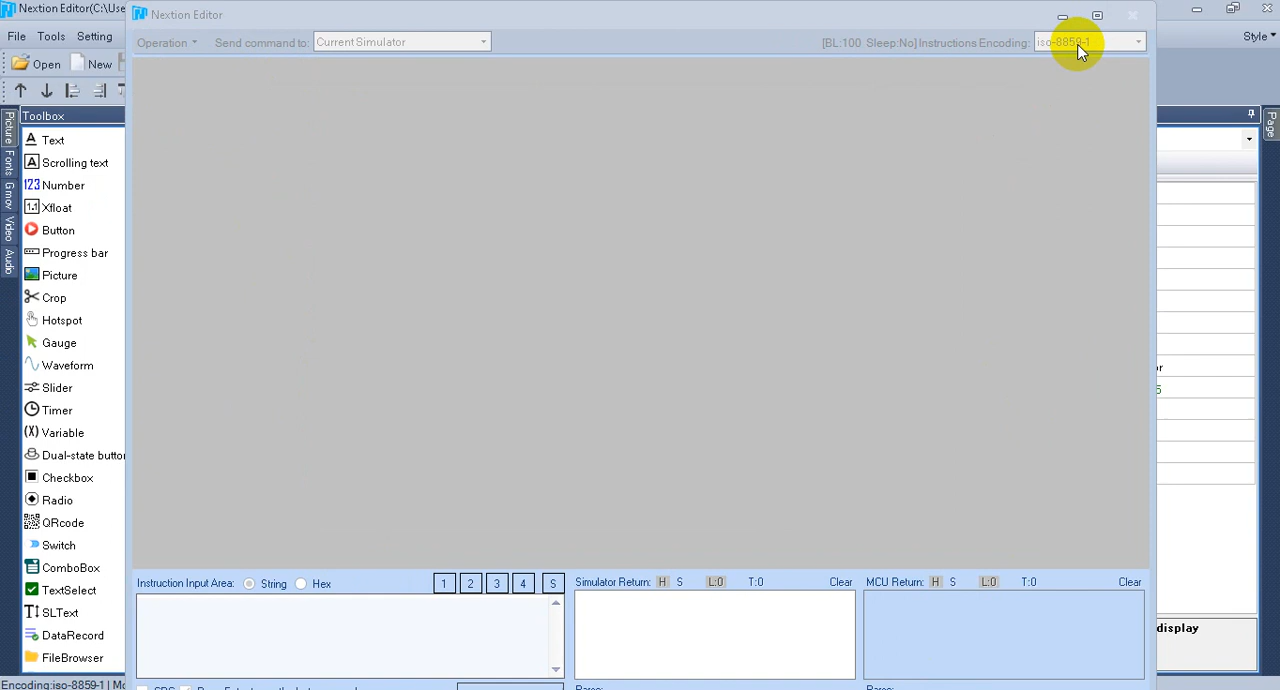 Nextion Editor(C:\Use
Nextion Editor
File Tools Setting
Operation Send command to: Current Simulator [BL:100 Sleep:No] Instructions Encoding: iso-8859-1
Style
Open New
Toolbox
Picture
Fonts
Gmov
Video
Audio
Page
Text
Scrolling text
Number
Xfloat
Button
Progress bar
Picture
Crop
Hotspot
Gauge
Waveform
Slider
Timer
Variable
Dual-state button
Checkbox
Radio
QRcode
Switch
ComboBox
TextSelect
SLText
DataRecord
FileBrowser
Instruction Input Area: String Hex 1 2 3 4 S
Simulator Return: H S L:0 T:0 Clear
MCU Return: H S L:0 T:0 Clear
display
Encoding:iso-8859-1